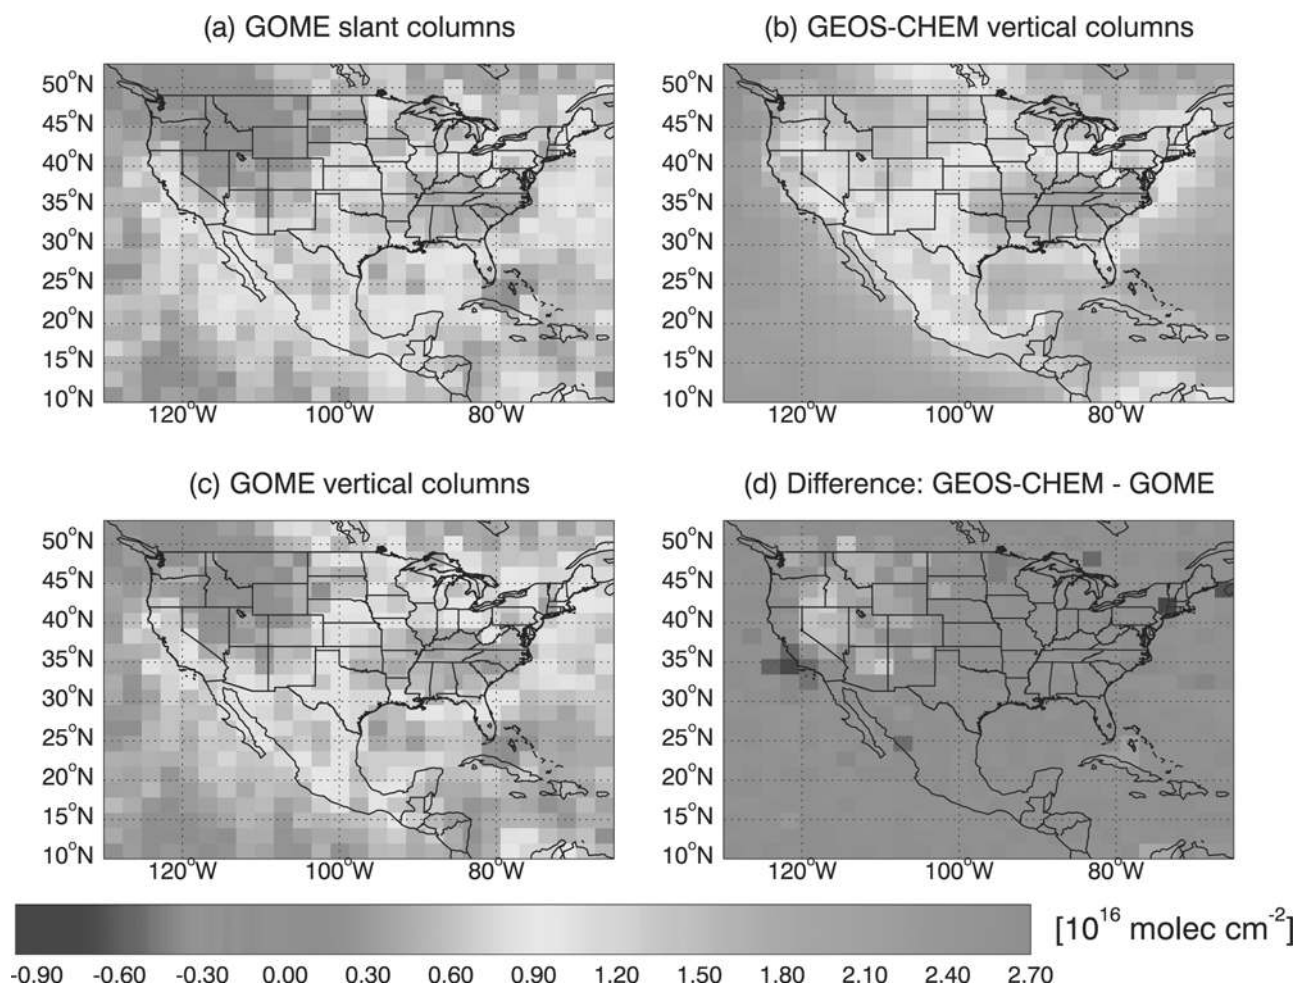 (a) GOME slant columns
(b) GEOS-CHEM vertical columns
50°N
45°N
40°N
35°N
30°N
25°N
20°N
15°N
10°N
120°W
100°W
80°W
50°N
45°N
40°N
35°N
30°N
25°N
20°N
15°N
10°N
120°W
100°W
80°W
(c) GOME vertical columns
(d) Difference: GEOS-CHEM - GOME
50°N
45°N
40°N
35°N
30°N
25°N
20°N
15°N
10°N
120°W
100°W
80°W
50°N
45°N
40°N
35°N
30°N
25°N
20°N
15°N
10°N
120°W
100°W
80°W
[10¹⁶ molec cm⁻²]
-0.90 -0.60 -0.30 0.00 0.30 0.60 0.90 1.20 1.50 1.80 2.10 2.40 2.70